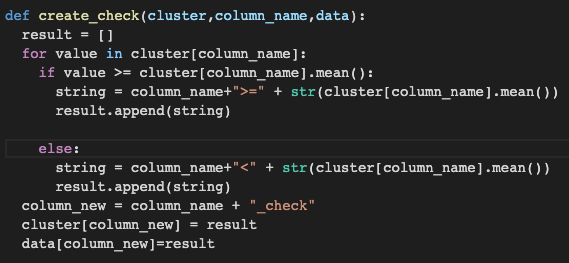 def create_check(cluster,column_name,data):
  result = []
  for value in cluster[column_name]:
    if value >= cluster[column_name].mean():
      string = column_name+">=" + str(cluster[column_name].mean())
      result.append(string)

    else:
      string = column_name+"<" + str(cluster[column_name].mean())
      result.append(string)
  column_new = column_name + "_check"
  cluster[column_new] = result
  data[column_new]=result